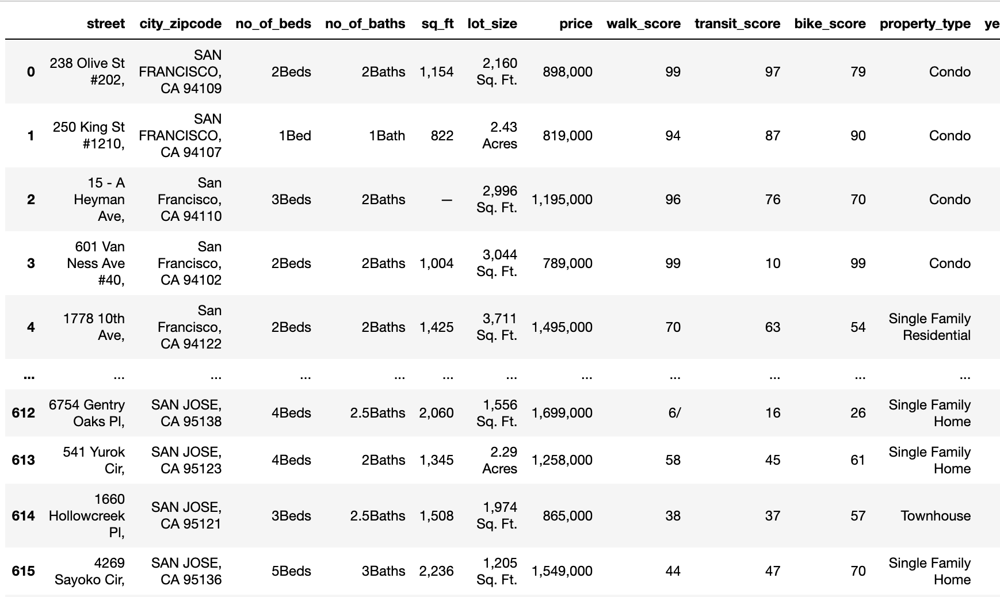 street city_zipcode no_of_beds no_of_baths sq_ft lot_size price walk_score transit_score bike_score property_type ye
0 238 Olive St #202, SAN FRANCISCO, CA 94109 2Beds 2Baths 1,154 2,160 Sq. Ft. 898,000 99 97 79 Condo
1 250 King St #1210, SAN FRANCISCO, CA 94107 1Bed 1Bath 822 2.43 Acres 819,000 94 87 90 Condo
2 15 - A Heyman Ave, San Francisco, CA 94110 3Beds 2Baths — 2,996 Sq. Ft. 1,195,000 96 76 70 Condo
3 601 Van Ness Ave #40, San Francisco, CA 94102 2Beds 2Baths 1,004 3,044 Sq. Ft. 789,000 99 10 99 Condo
4 1778 10th Ave, San Francisco, CA 94122 2Beds 2Baths 1,425 3,711 Sq. Ft. 1,495,000 70 63 54 Single Family Residential
... ... ... ... ... ... ... ... ... ... ... ...
612 6754 Gentry Oaks Pl, SAN JOSE, CA 95138 4Beds 2.5Baths 2,060 1,556 Sq. Ft. 1,699,000 6/ 16 26 Single Family Home
613 541 Yurok Cir, SAN JOSE, CA 95123 4Beds 2Baths 1,345 2.29 Acres 1,258,000 58 45 61 Single Family Home
614 1660 Hollowcreek Pl, SAN JOSE, CA 95121 3Beds 2.5Baths 1,508 1,974 Sq. Ft. 865,000 38 37 57 Townhouse
615 4269 Sayoko Cir, SAN JOSE, CA 95136 5Beds 3Baths 2,236 1,205 Sq. Ft. 1,549,000 44 47 70 Single Family Home